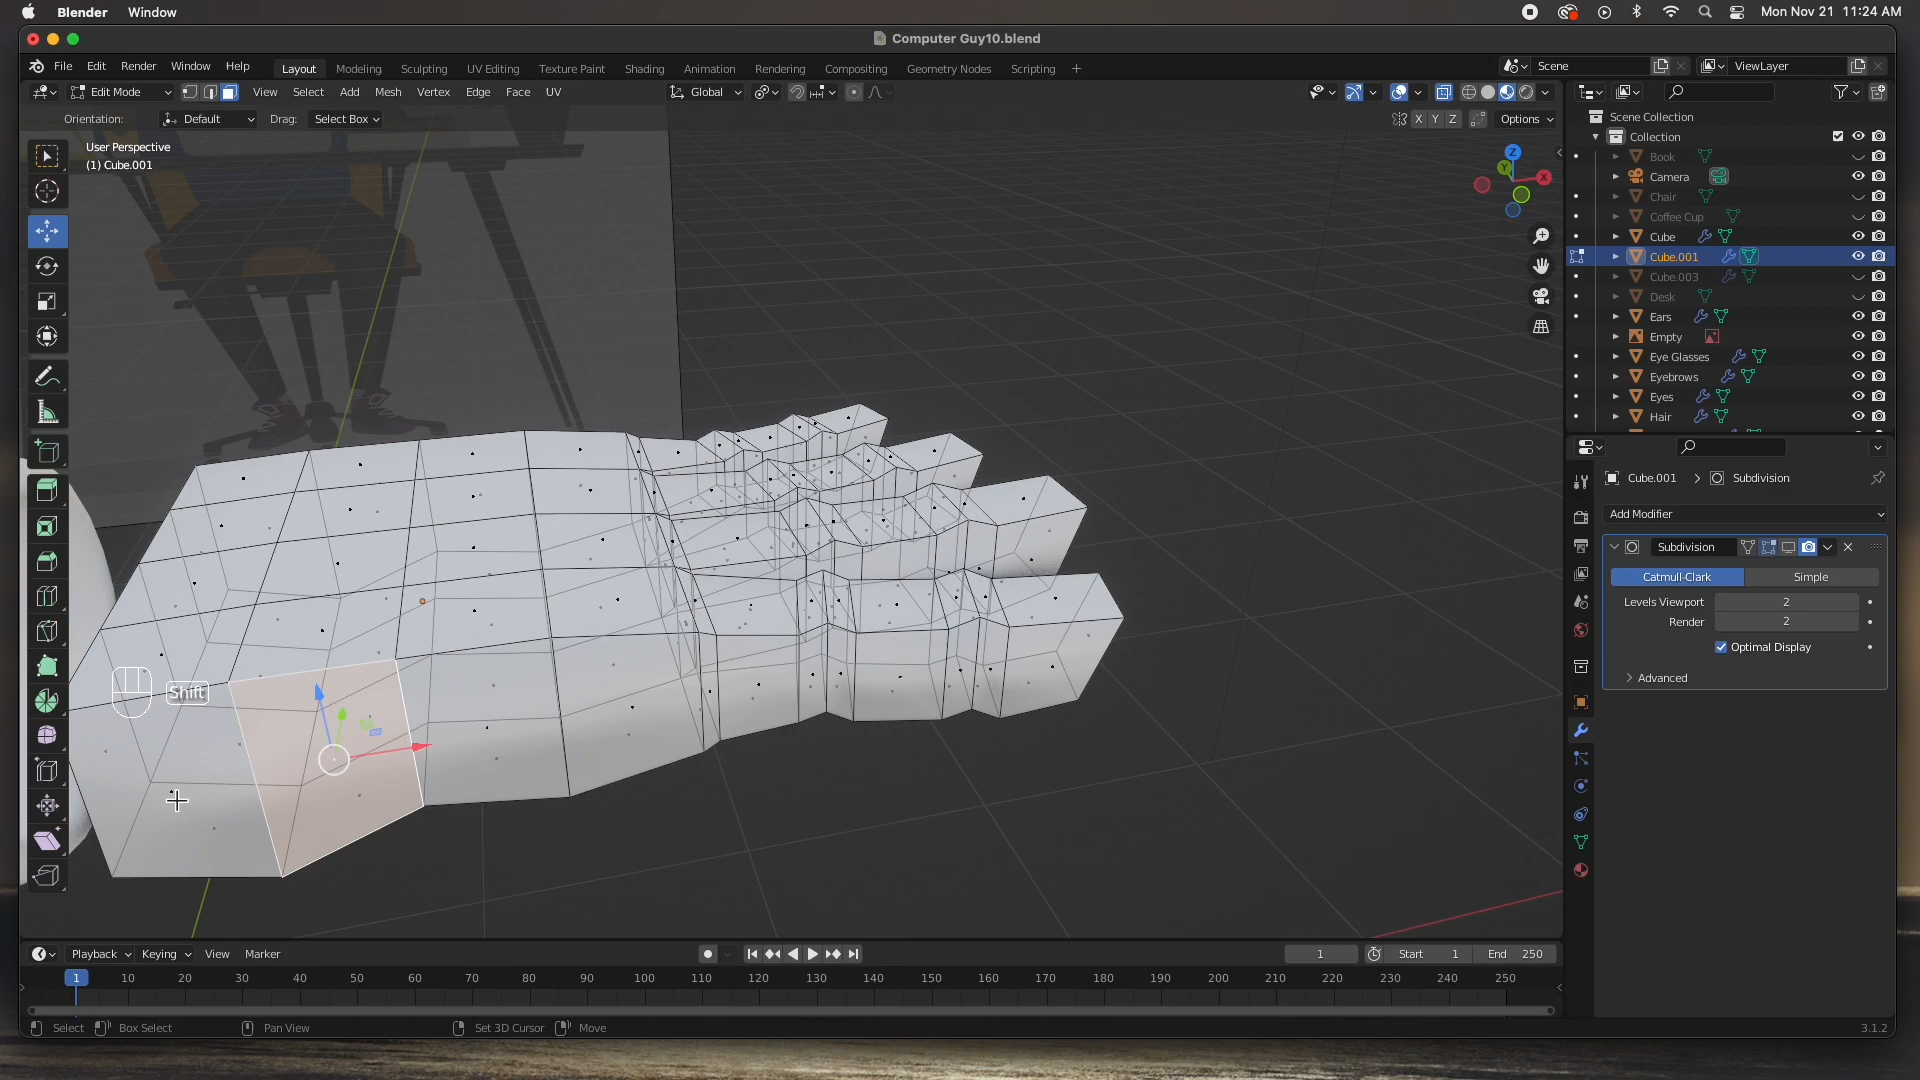 Blender Window Mon Nov 21 11:24 AM
Computer Guy10.blend
File Edit Render Window Help Layout Modeling Sculpting UV Editing Texture Paint Shading Animation Rendering Compositing Geometry Nodes Scripting + Scene ViewLayer
Edit Mode View Select Add Mesh Vertex Edge Face UV Global
Orientation: Default Drag: Select Box X Y Z Options
User Perspective
(1) Cube.001
Z
Y
X
Scene Collection
Collection
Book
Camera
Chair
Coffee Cup
Cube
Cube.001
Cube.003
Desk
Ears
Empty
Eye Glasses
Eyebrows
Eyes
Hair
Cube.001 > Subdivision
Add Modifier
Subdivision
Catmull-Clark Simple
Levels Viewport 2
Render 2
Optimal Display
Advanced
Shift
Playback Keying View Marker 1 Start 1 End 250
1 10 20 30 40 50 60 70 80 90 100 110 120 130 140 150 160 170 180 190 200 210 220 230 240 250
Select Box Select Pan View Set 3D Cursor Move 3.1.2